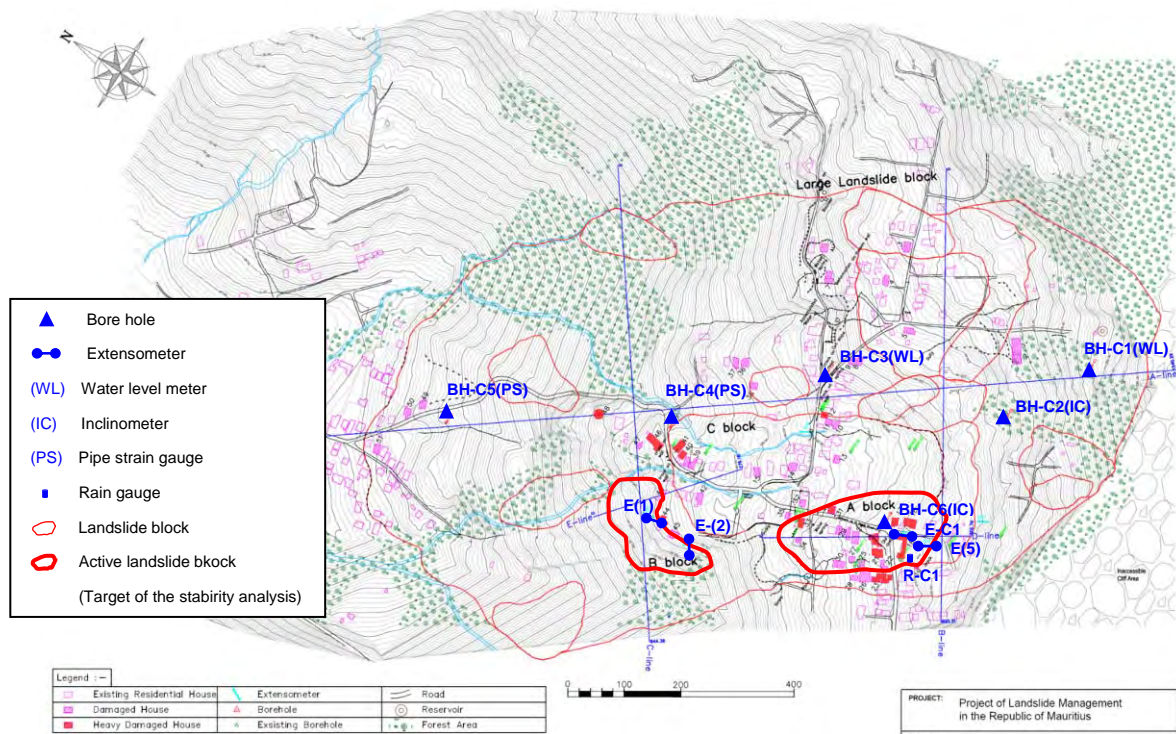 N
Large Landslide block
BH-C3(WL)
BH-C1(WL)
A-line
BH-C5(PS)
BH-C4(PS)
BH-C2(IC)
C block
E-line
E(1)
E-(2)
B block
A block
BH-C6(IC)
E-C1
D-line
E(5)
R-C1
Inaccessible
Cliff Area
C-line
B-line
Bore hole
Extensometer
(WL) Water level meter
(IC) Inclinometer
(PS) Pipe strain gauge
Rain gauge
Landslide block
Active landslide bkock
(Target of the stabirity analysis)
Legend :—
Existing Residential House Extensometer Road
Damaged House Borehole Reservoir
Heavy Damaged House Exsisting Borehole Forest Area
0 100 200 400
PROJECT: Project of Landslide Management
in the Republic of Mauritius